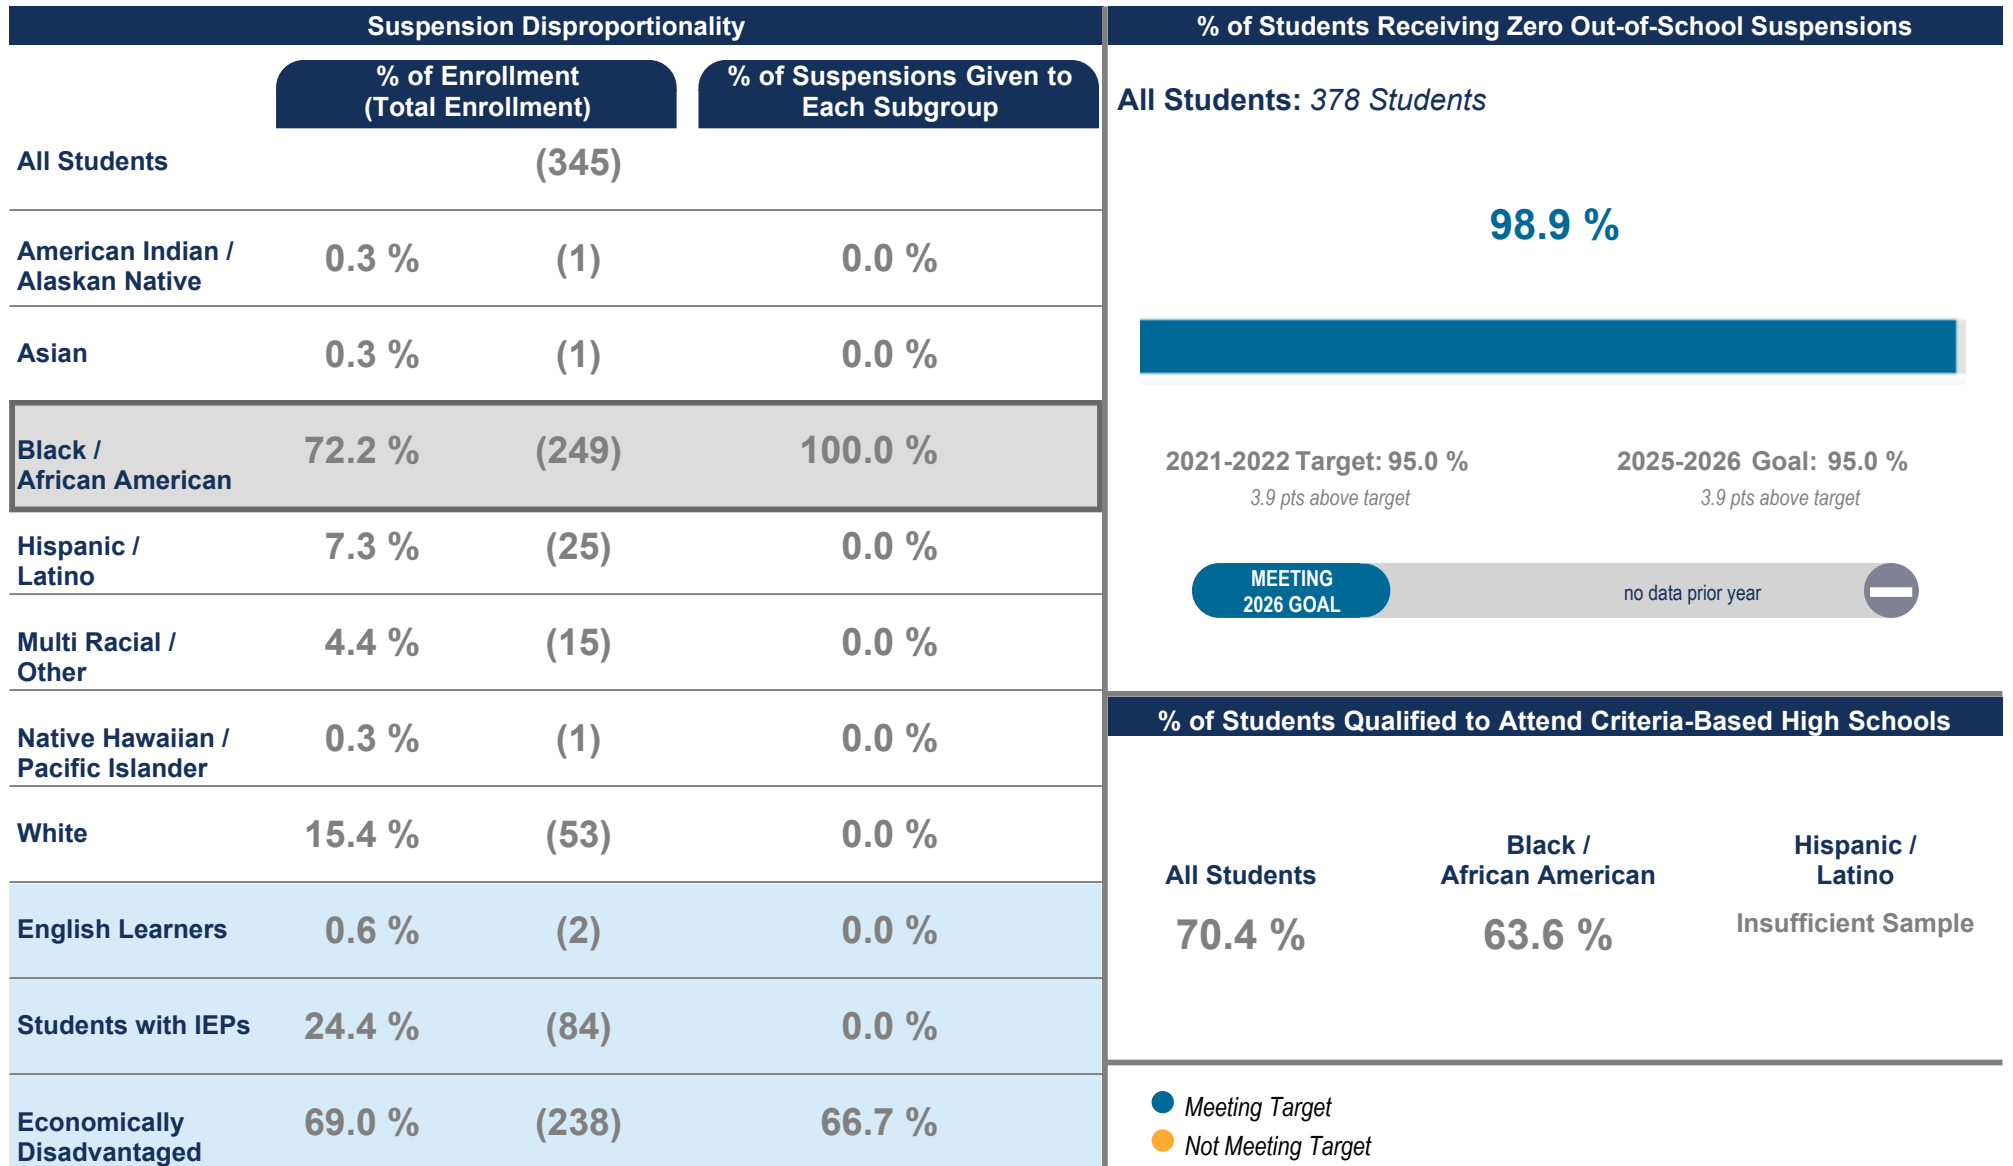 Suspension Disproportionality
% of Enrollment
(Total Enrollment)
% of Suspensions Given to
Each Subgroup
All Students
(345)
American Indian /
Alaskan Native
0.3 %
(1)
0.0 %
Asian
0.3 %
(1)
0.0 %
Black /
African American
72.2 %
(249)
100.0 %
Hispanic /
Latino
7.3 %
(25)
0.0 %
Multi Racial /
Other
4.4 %
(15)
0.0 %
Native Hawaiian /
Pacific Islander
0.3 %
(1)
0.0 %
White
15.4 %
(53)
0.0 %
English Learners
0.6 %
(2)
0.0 %
Students with IEPs
24.4 %
(84)
0.0 %
Economically
Disadvantaged
69.0 %
(238)
66.7 %
% of Students Receiving Zero Out-of-School Suspensions
All Students: 378 Students
98.9 %
2021-2022 Target: 95.0 %
3.9 pts above target
2025-2026 Goal: 95.0 %
3.9 pts above target
MEETING
2026 GOAL
no data prior year
% of Students Qualified to Attend Criteria-Based High Schools
All Students
70.4 %
Black /
African American
63.6 %
Hispanic /
Latino
Insufficient Sample
Meeting Target
Not Meeting Target